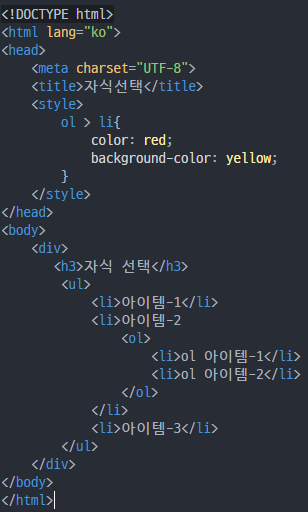 <!DOCTYPE html>
<html lang="ko">
<head>
    <meta charset="UTF-8">
    <title>자식선택</title>
    <style>
        ol > li{
            color: red;
            background-color: yellow;
        }
    </style>
</head>
<body>
    <div>
       <h3>자식 선택</h3>
        <ul>
            <li>아이템-1</li>
            <li>아이템-2
                <ol>
                    <li>ol 아이템-1</li>
                    <li>ol 아이템-2</li>
                </ol>
            </li>
            <li>아이템-3</li>
        </ul>
    </div>
</body>
</html>